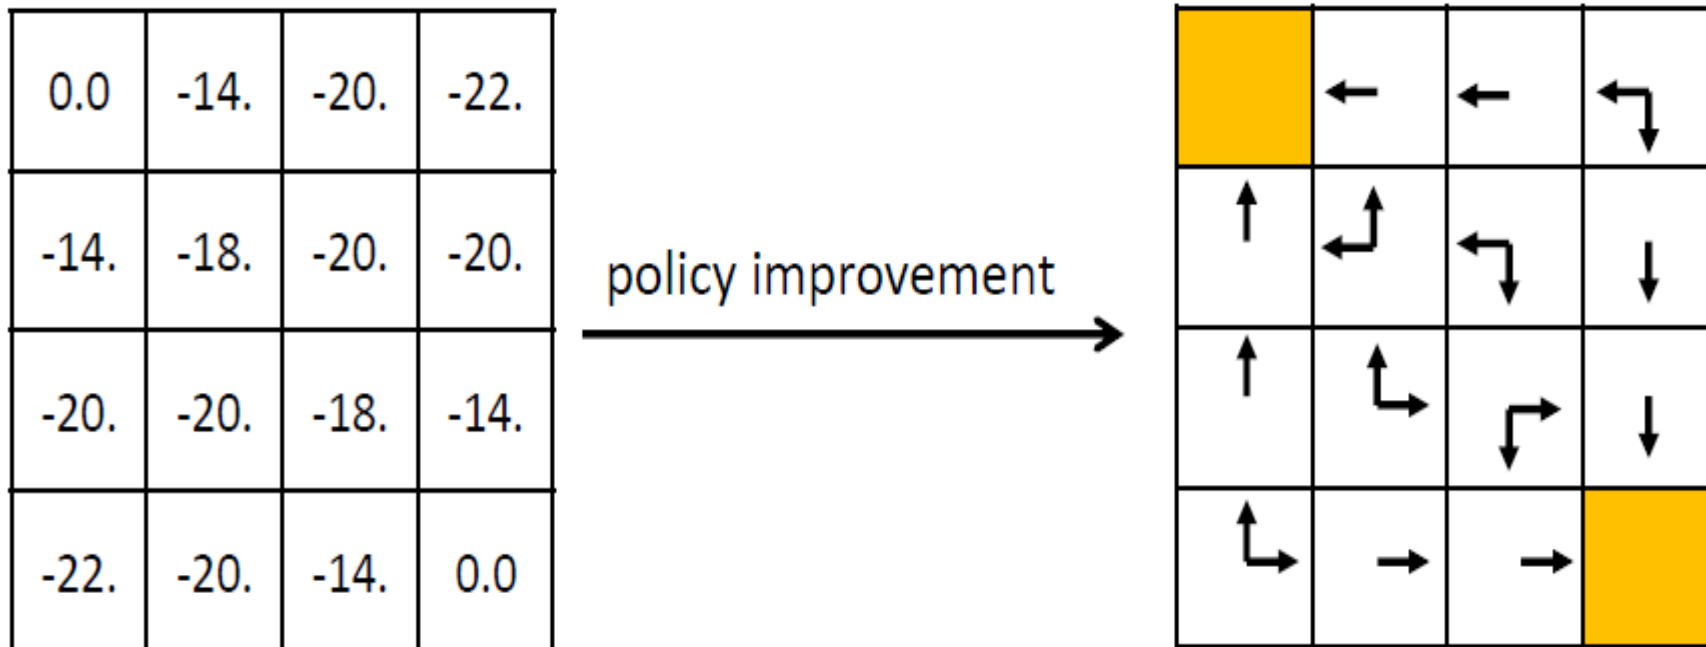 0.0 -14. -20. -22.
-14. -18. -20. -20.
policy improvement
-20. -20. -18. -14.
-22. -20. -14. 0.0